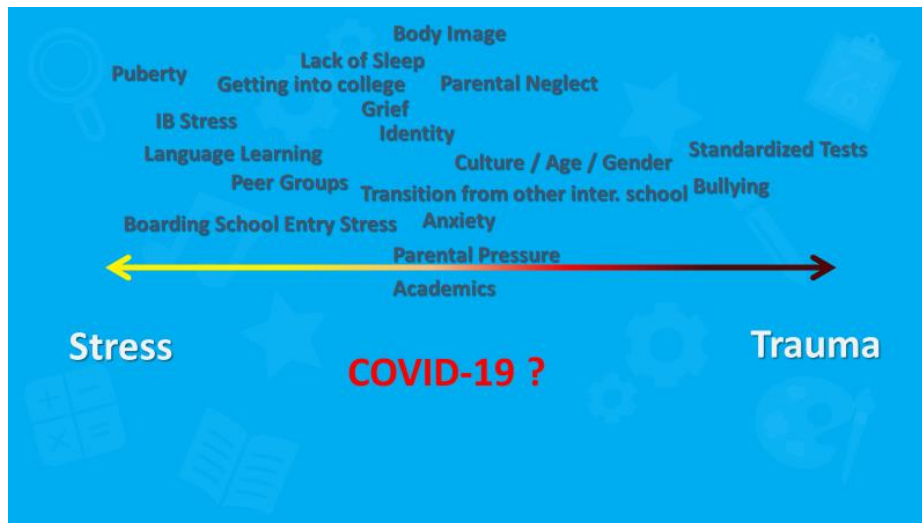 Body Image
Lack of Sleep
Puberty
Getting into college
Parental Neglect
Grief
IB Stress
Identity
Language Learning
Culture / Age / Gender
Standardized Tests
Peer Groups
Transition from other inter. school
Bullying
Boarding School Entry Stress
Anxiety
Parental Pressure
Academics
Stress
Trauma
COVID-19 ?